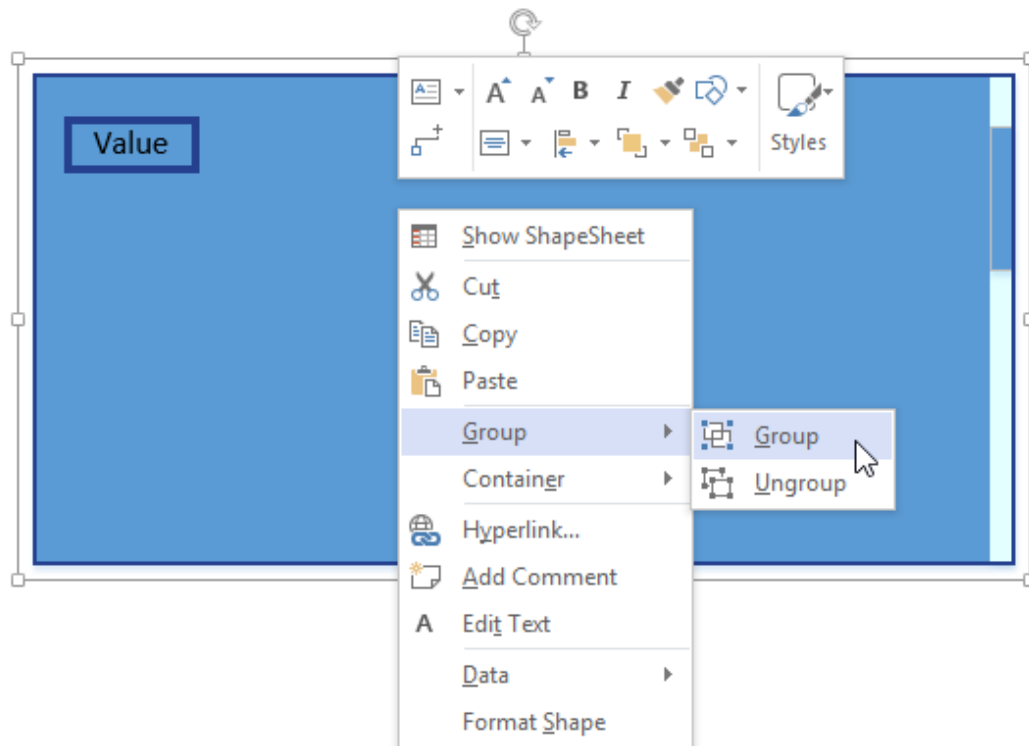 Value
A A B I
Styles
Show ShapeSheet
Cut
Copy
Paste
Group
Group
Container
Ungroup
Hyperlink...
Add Comment
A Edit Text
Data
Format Shape